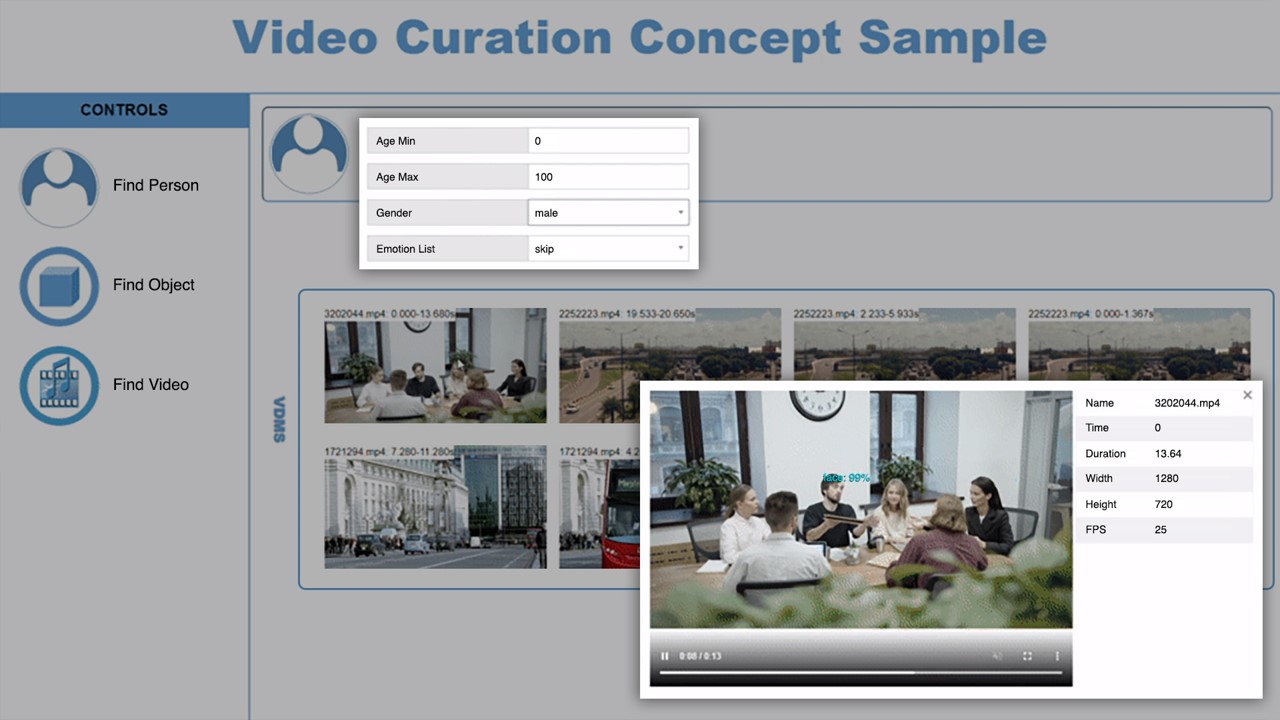 Video Curation Concept Sample
CONTROLS
Find Person
Find Object
Find Video
Age Min 0
Age Max 100
Gender male
Emotion List skip
VDMS
3202044.mp4: 0.000-13.680s
2252223.mp4: 19.533-20.650s
2252223.mp4: 2.233-5.933s
2252223.mp4: 0.000-1.367s
1721294.mp4: 7.280-11.280s
1721294.mp4: 4.2
face: 99%
0:08 / 0:13
Name 3202044.mp4
Time 0
Duration 13.64
Width 1280
Height 720
FPS 25